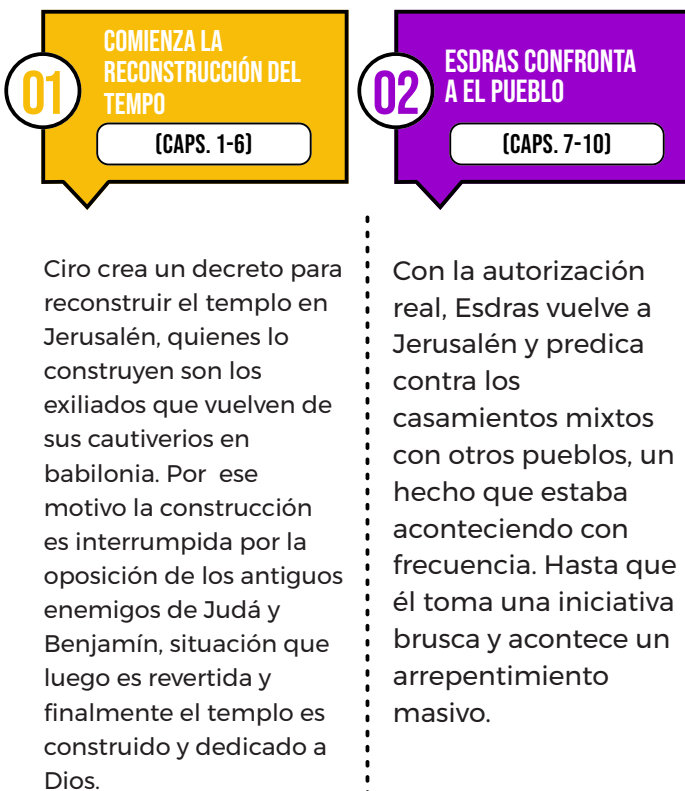 01
COMIENZA LA
RECONSTRUCCIÓN DEL
TEMPO
(CAPS. 1-6)
Ciro crea un decreto para
reconstruir el templo en
Jerusalén, quienes lo
construyen son los
exiliados que vuelven de
sus cautiverios en
babilonia. Por ese
motivo la construcción
es interrumpida por la
oposición de los antiguos
enemigos de Judá y
Benjamín, situación que
luego es revertida y
finalmente el templo es
construido y dedicado a
Dios.
02
ESDRAS CONFRONTA
A EL PUEBLO
(CAPS. 7-10)
Con la autorización
real, Esdras vuelve a
Jerusalén y predica
contra los
casamientos mixtos
con otros pueblos, un
hecho que estaba
aconteciendo con
frecuencia. Hasta que
él toma una iniciativa
brusca y acontece un
arrepentimiento
masivo.